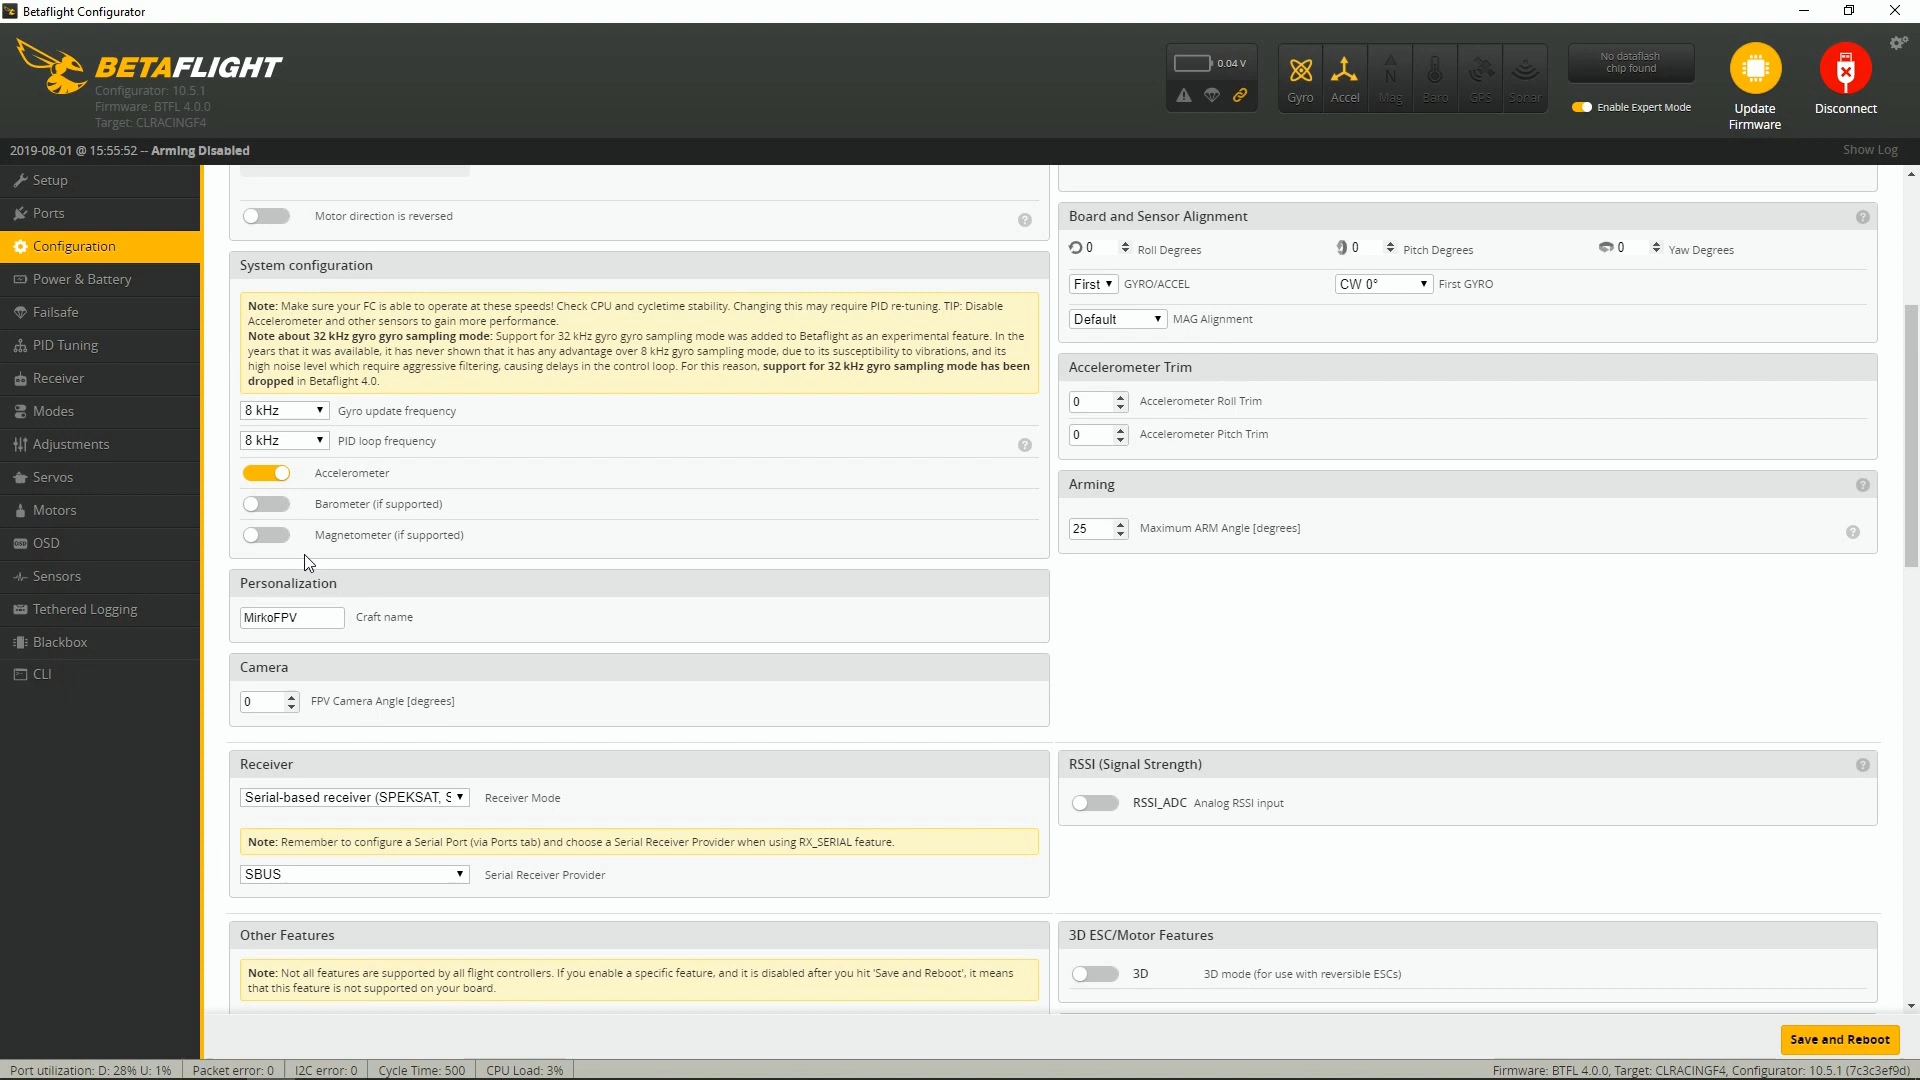 Betaflight Configurator
BETAFLIGHT
Configurator: 10.5.1
Firmware: BTFL 4.0.0
Target: CLRACINGF4
0.04 V
Gyro
Accel
Mag
Baro
GPS
Sonar
No dataflash
chip found
Enable Expert Mode
Update
Firmware
Disconnect
2019-08-01 @ 15:55:52 -- Arming Disabled
Show Log
Setup
Ports
Configuration
Power & Battery
Failsafe
PID Tuning
Receiver
Modes
Adjustments
Servos
Motors
OSD
Sensors
Tethered Logging
Blackbox
CLI
Motor direction is reversed
System configuration
Note: Make sure your FC is able to operate at these speeds! Check CPU and cycletime stability. Changing this may require PID re-tuning. TIP: Disable
Accelerometer and other sensors to gain more performance.
Note about 32 kHz gyro gyro sampling mode: Support for 32 kHz gyro gyro sampling mode was added to Betaflight as an experimental feature. In the
years that it was available, it has never shown that it has any advantage over 8 kHz gyro sampling mode, due to its susceptibility to vibrations, and its
high noise level which require aggressive filtering, causing delays in the control loop. For this reason, support for 32 kHz gyro sampling mode has been
dropped in Betaflight 4.0.
8 kHz Gyro update frequency
8 kHz PID loop frequency
Accelerometer
Barometer (if supported)
Magnetometer (if supported)
Personalization
MirkoFPV Craft name
Camera
0 FPV Camera Angle [degrees]
Board and Sensor Alignment
0 Roll Degrees 0 Pitch Degrees 0 Yaw Degrees
First GYRO/ACCEL CW 0° First GYRO
Default MAG Alignment
Accelerometer Trim
0 Accelerometer Roll Trim
0 Accelerometer Pitch Trim
Arming
25 Maximum ARM Angle [degrees]
Receiver
Serial-based receiver (SPEKSAT, S Receiver Mode
Note: Remember to configure a Serial Port (via Ports tab) and choose a Serial Receiver Provider when using RX_SERIAL feature.
SBUS Serial Receiver Provider
RSSI (Signal Strength)
RSSI_ADC Analog RSSI input
Other Features
Note: Not all features are supported by all flight controllers. If you enable a specific feature, and it is disabled after you hit 'Save and Reboot', it means
that this feature is not supported on your board.
3D ESC/Motor Features
3D 3D mode (for use with reversible ESCs)
Save and Reboot
Port utilization: D: 28% U: 1% Packet error: 0 I2C error: 0 Cycle Time: 500 CPU Load: 3%
Firmware: BTFL 4.0.0, Target: CLRACINGF4, Configurator: 10.5.1 (7c3c3ef9d)